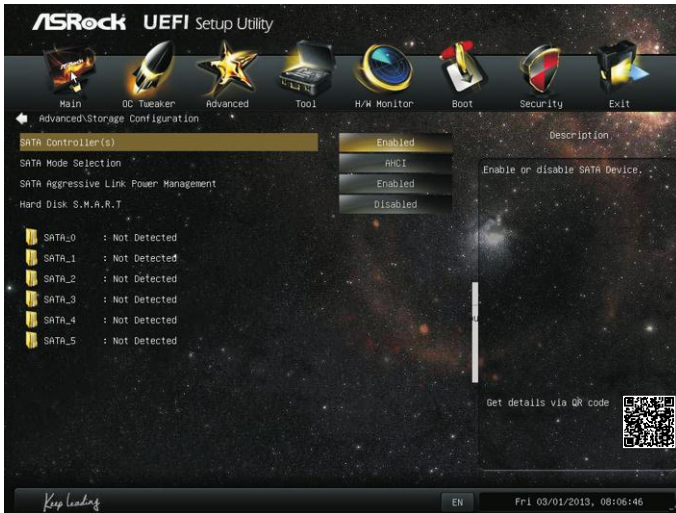 ASRock UEFI Setup Utility
ASRock
Main OC Tweaker Advanced Tool H/W Monitor Boot Security Exit
Advanced\Storage Configuration
SATA Controller(s) Enabled
SATA Mode Selection AHCI
SATA Aggressive Link Power Management Enabled
Hard Disk S.M.A.R.T Disabled
SATA_0 : Not Detected
SATA_1 : Not Detected
SATA_2 : Not Detected
SATA_3 : Not Detected
SATA_4 : Not Detected
SATA_5 : Not Detected
Description
Enable or disable SATA Device.
Get details via QR code
Keep Leading
EN
Fri 03/01/2013, 08:06:46